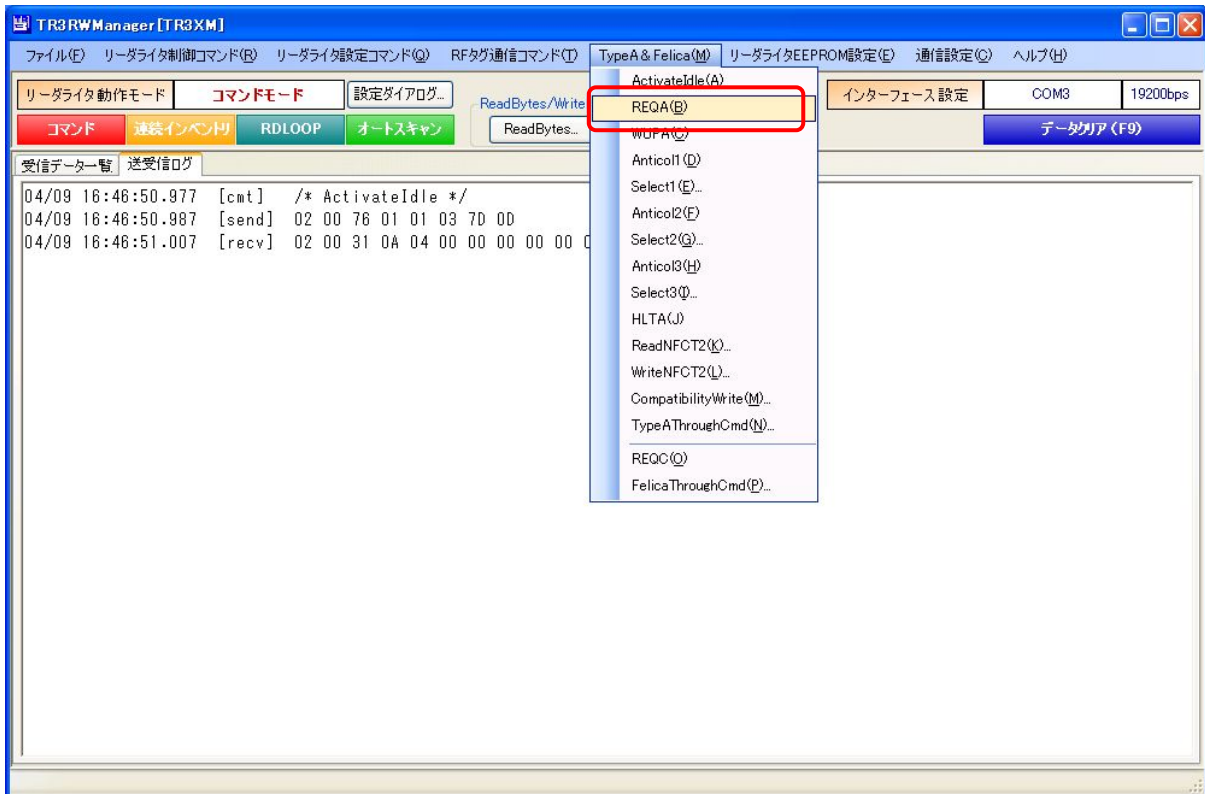 TR3RWManager[TR3XM]
ファイル(F) リーダライタ制御コマンド(R) リーダライタ設定コマンド(Q) RFタグ通信コマンド(T) TypeA&Felica(M) リーダライタEEPROM設定(E) 通信設定(C) ヘルプ(H)
リーダライタ動作モード コマンドモード 設定ダイアログ... ReadBytes/Write インターフェース設定 COM3 19200bps
コマンド 連続インベントリ RDLOOP オートスキャン ReadBytes... データクリア(F9)
受信データ一覧 送受信ログ
04/09 16:46:50.977 [cmt] /* ActivateIdle */
04/09 16:46:50.987 [send] 02 00 76 01 01 03 7D 0D
04/09 16:46:51.007 [recv] 02 00 31 0A 04 00 00 00 00 00
ActivateIdle(A)
REQA(B)
WUPA(C)
Anticol1(D)
Select1(E)...
Anticol2(F)
Select2(G)...
Anticol3(H)
Select3(I)...
HLTA(J)
ReadNFCT2(K)...
WriteNFCT2(L)...
CompatibilityWrite(M)...
TypeAThroughCmd(N)...
REQC(O)
FelicaThroughCmd(P)...